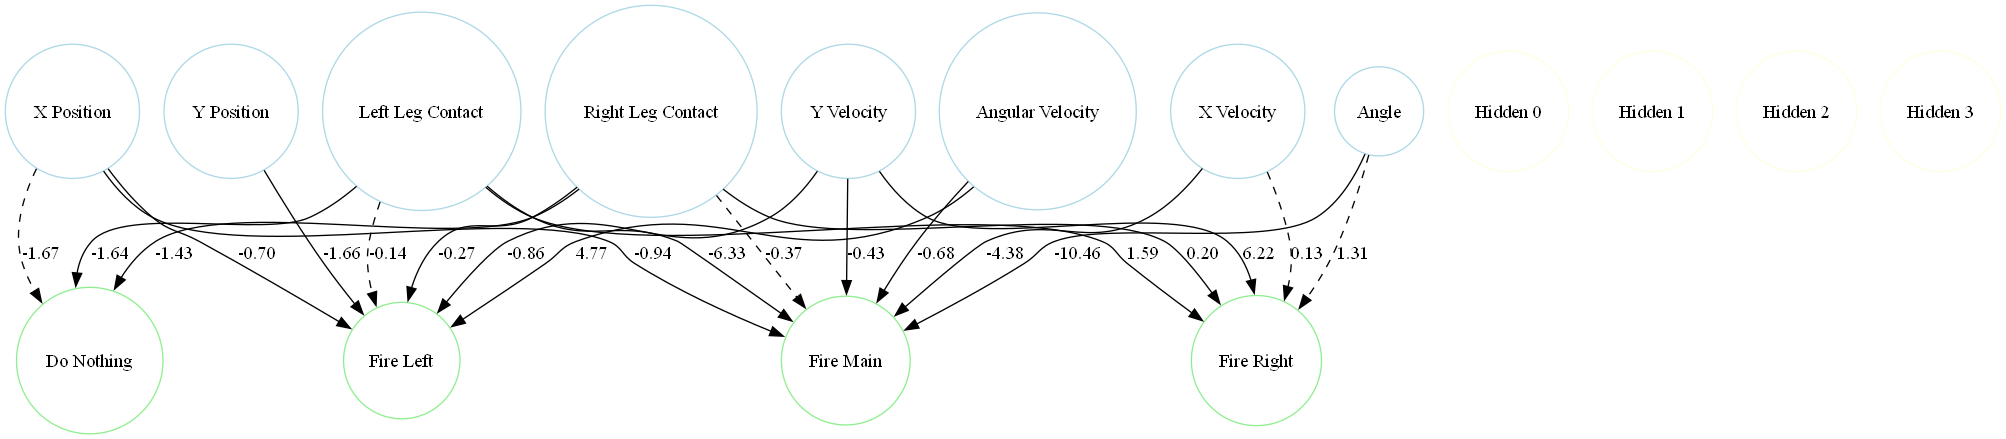 X Position
Y Position
Left Leg Contact
Right Leg Contact
Y Velocity
Angular Velocity
X Velocity
Angle
Hidden 0
Hidden 1
Hidden 2
Hidden 3
-1.67
-1.64
-1.43
-0.70
-1.66
-0.14
-0.27
-0.86
4.77
-0.94
-6.33
-0.37
-0.43
-0.68
-4.38
-10.46
1.59
0.20
6.22
0.13
1.31
Do Nothing
Fire Left
Fire Main
Fire Right